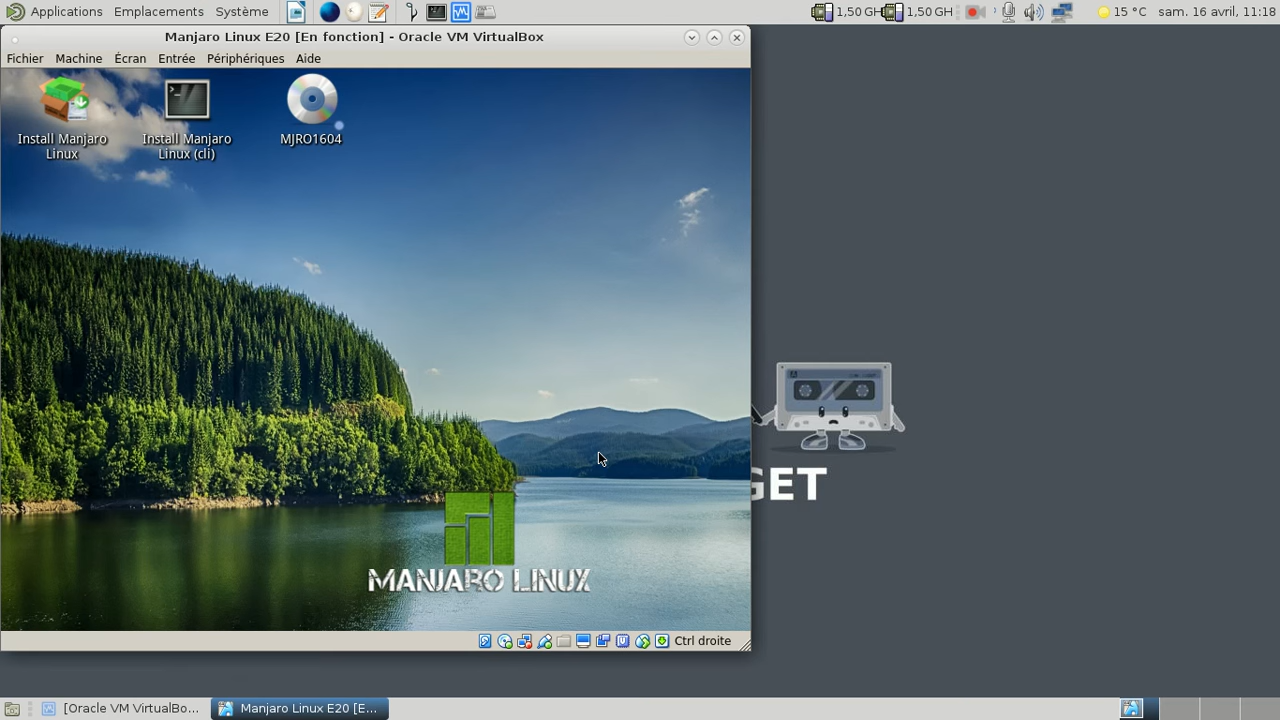 Applications Emplacements Système 1,50 GH 1,50 GH 15 °C sam. 16 avril, 11:18
Manjaro Linux E20 [En fonction] - Oracle VM VirtualBox
Fichier Machine Écran Entrée Périphériques Aide
Install Manjaro
Linux
Install Manjaro
Linux (cli)
MJRO1604
GET
MANJARO LINUX
Ctrl droite
[Oracle VM VirtualBo... Manjaro Linux E20 [E...